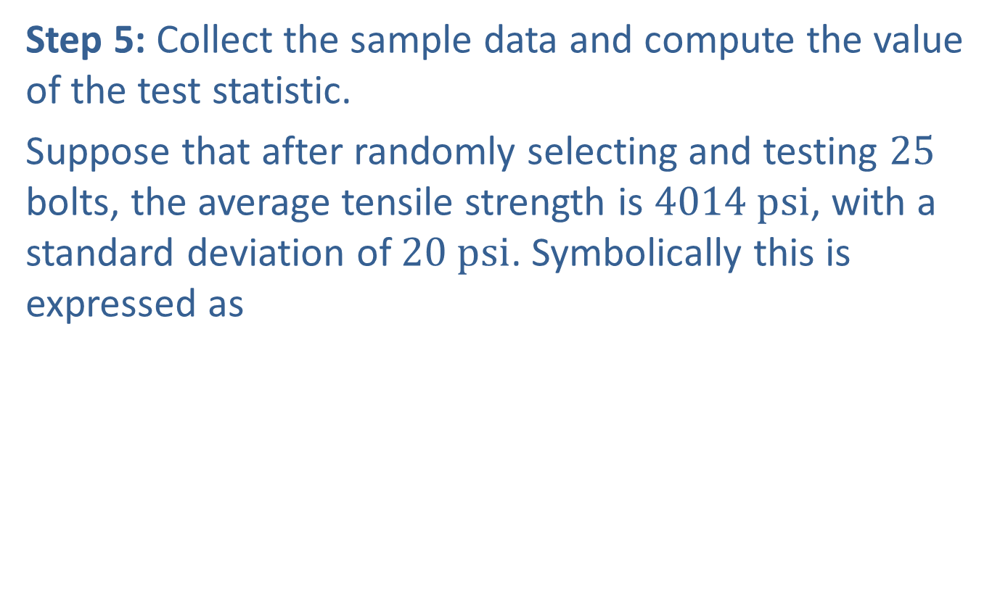 Step 5: Collect the sample data and compute the value
of the test statistic.
Suppose that after randomly selecting and testing 25
bolts, the average tensile strength is 4014 psi, with a
standard deviation of 20 psi. Symbolically this is
expressed as